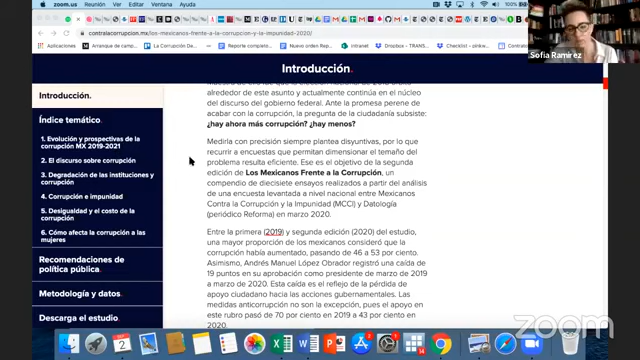 zoom.us Reunión Ver Editar Ventana Ayuda
100%
contralacorrupcion.mx/los-mexicanos-frente-a-la-corrupcion-y-la-impunidad-2020/
Aplicaciones Marcadores La Corrupción De Reporte completo Nueva orden Repor intranet Dropbox - TRANS Checklist - zinkwe
Sofía Ramírez
Introducción.
Introducción.
Índice temático.
1. Evolución y prospectivas de la
corrupción MX 2019-2021
2. El discurso sobre corrupción
3. Degradación de las instituciones y
corrupción
4. Corrupción e impunidad
5. Desigualdad y el costo de la
corrupción
6. Cómo afecta la corrupción a las
mujeres
Recomendaciones de
política pública.
Metodología y datos.
Descarga el estudio.
alrededor de este asunto y actualmente continúa en el núcleo
del discurso del gobierno federal. Ante la promesa perene de
acabar con la corrupción, la pregunta de la ciudadanía subsiste:
¿hay ahora más corrupción? ¿hay menos?
Medirla con precisión siempre plantea disyuntivas, por lo que
recurrir a encuestas que permitan dimensionar el temaño del
problema resulta eficiente. Ese es el objetivo de la segunda
edición de Los Mexicanos Frente a la Corrupción, un
compendio de diecisiete ensayos realizados a partir del análisis
de una encuesta levantada a nivel nacional entre Mexicanos
Contra la Corrupción y la Impunidad (MCCI) y Datología
(periódico Reforma) en marzo 2020.
Entre la primera (2019) y segunda edición (2020) del estudio,
una mayor proporción de los mexicanos consideró que la
corrupción había aumentado, pasando de 46 a 53 por ciento.
Asimismo, Andrés Manuel López Obrador registró una caída de
19 puntos en su aprobación como presidente de marzo de 2019
a marzo de 2020. Esta caída es el reflejo de la pérdida de
apoyo ciudadano hacia las acciones gubernamentales. Las
medidas anticorrupción no son la excepción, pues el apoyo en
este rubro pasó de 70 por ciento en 2019 a 43 por ciento en
2020.
zoom